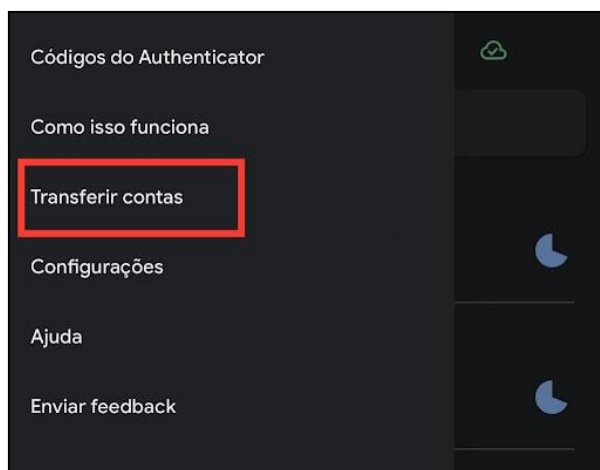 Códigos do Authenticator
Como isso funciona
Transferir contas
Configurações
Ajuda
Enviar feedback